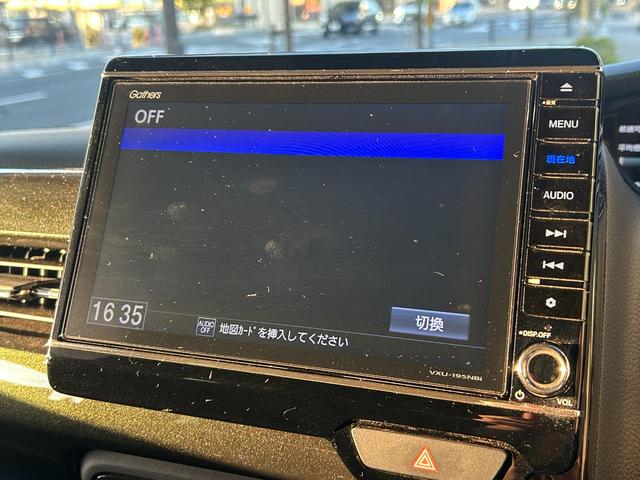 Gathers
OFF
MENU
現在地
AUDIO
16 35
AUDIO OFF
地図ｶｰﾄﾞを挿入してください
切換
DISP.OFF
VXU-195NBi
VOL